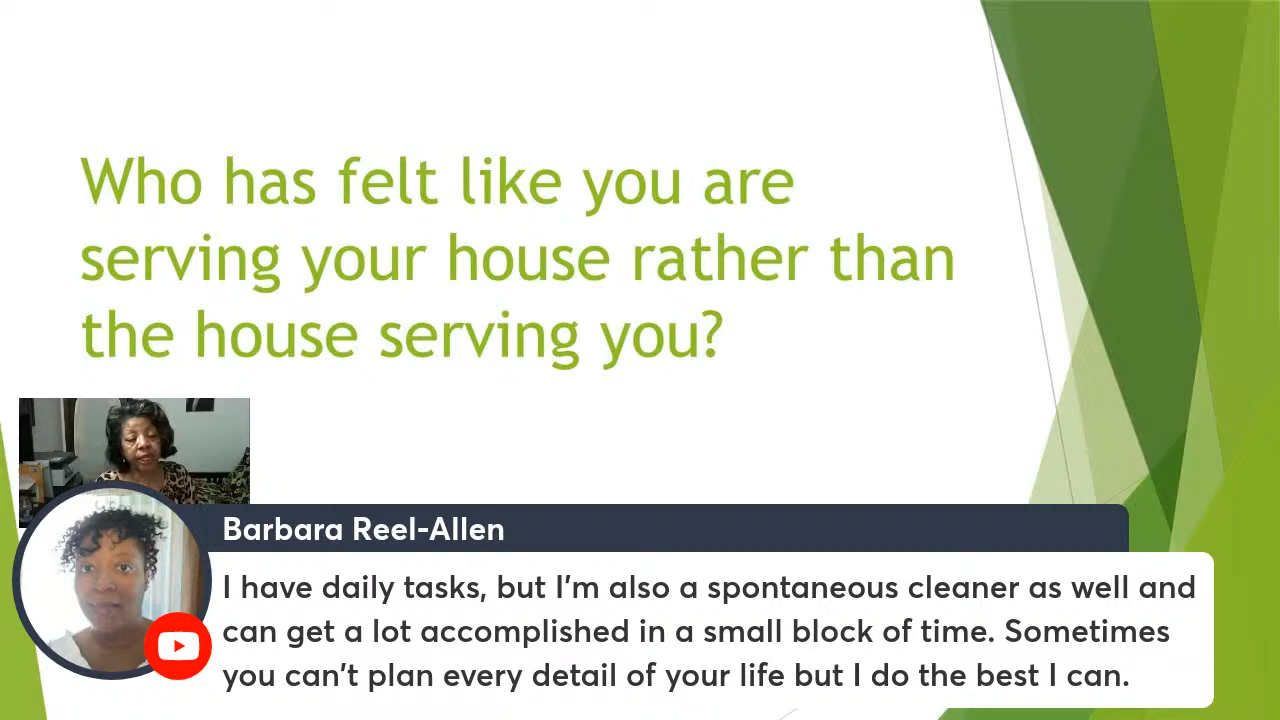 Who has felt like you are
serving your house rather than
the house serving you?
Barbara Reel-Allen
I have daily tasks, but I'm also a spontaneous cleaner as well and
can get a lot accomplished in a small block of time. Sometimes
you can't plan every detail of your life but I do the best I can.